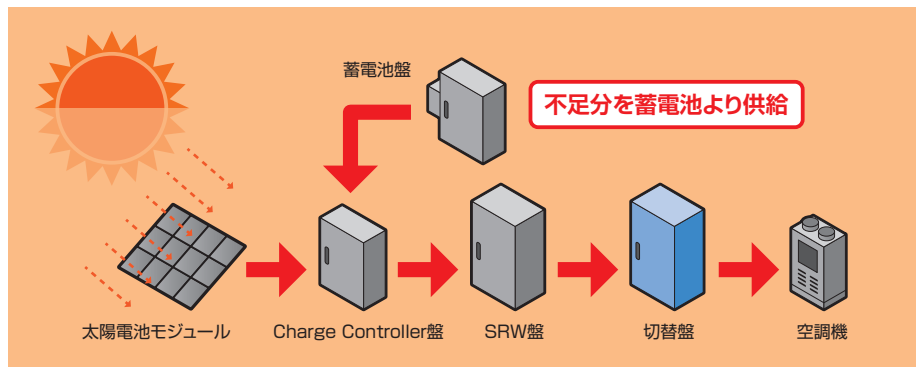 蓄電池盤
不足分を蓄電池より供給
太陽電池モジュール
Charge Controller盤
SRW盤
切替盤
空調機